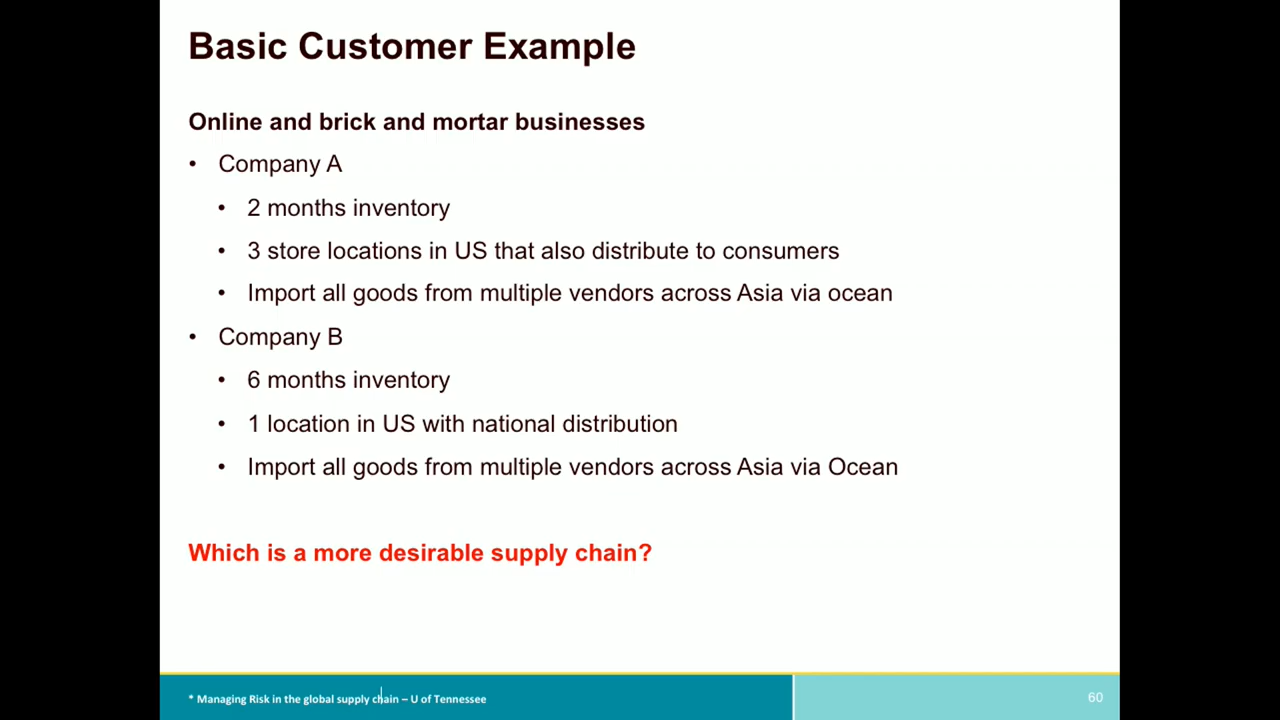 Basic Customer Example
Online and brick and mortar businesses
• Company A
• 2 months inventory
• 3 store locations in US that also distribute to consumers
• Import all goods from multiple vendors across Asia via ocean
• Company B
• 6 months inventory
• 1 location in US with national distribution
• Import all goods from multiple vendors across Asia via Ocean
Which is a more desirable supply chain?
* Managing Risk in the global supply chain – U of Tennessee
60